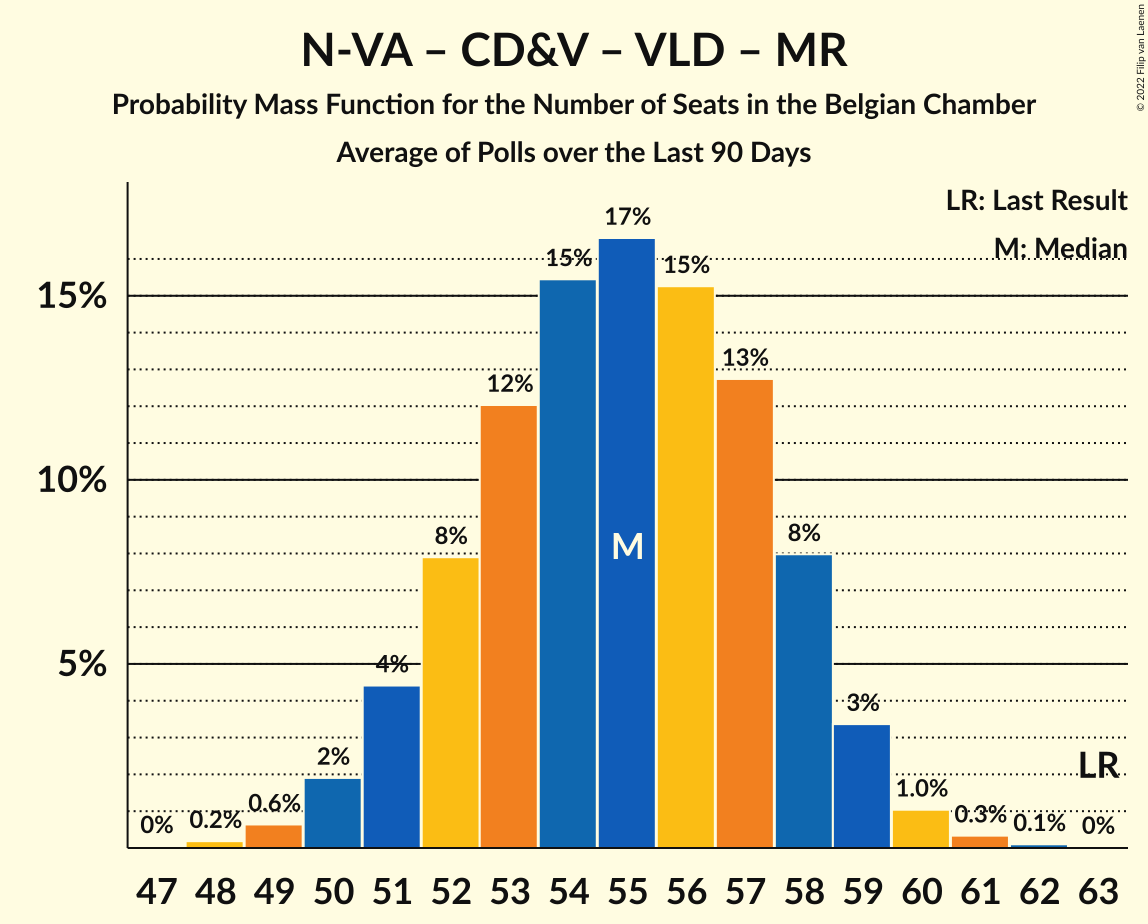 N-VA – CD&V – VLD – MR
Probability Mass Function for the Number of Seats in the Belgian Chamber
Average of Polls over the Last 90 Days
© 2022 Filip van Laenen
LR: Last Result
M: Median
15%
10%
5%
0%
0.2%
0.6%
2%
4%
8%
12%
15%
17%
15%
13%
8%
3%
1.0%
0.3%
0.1%
0%
M
LR
47 48 49 50 51 52 53 54 55 56 57 58 59 60 61 62 63